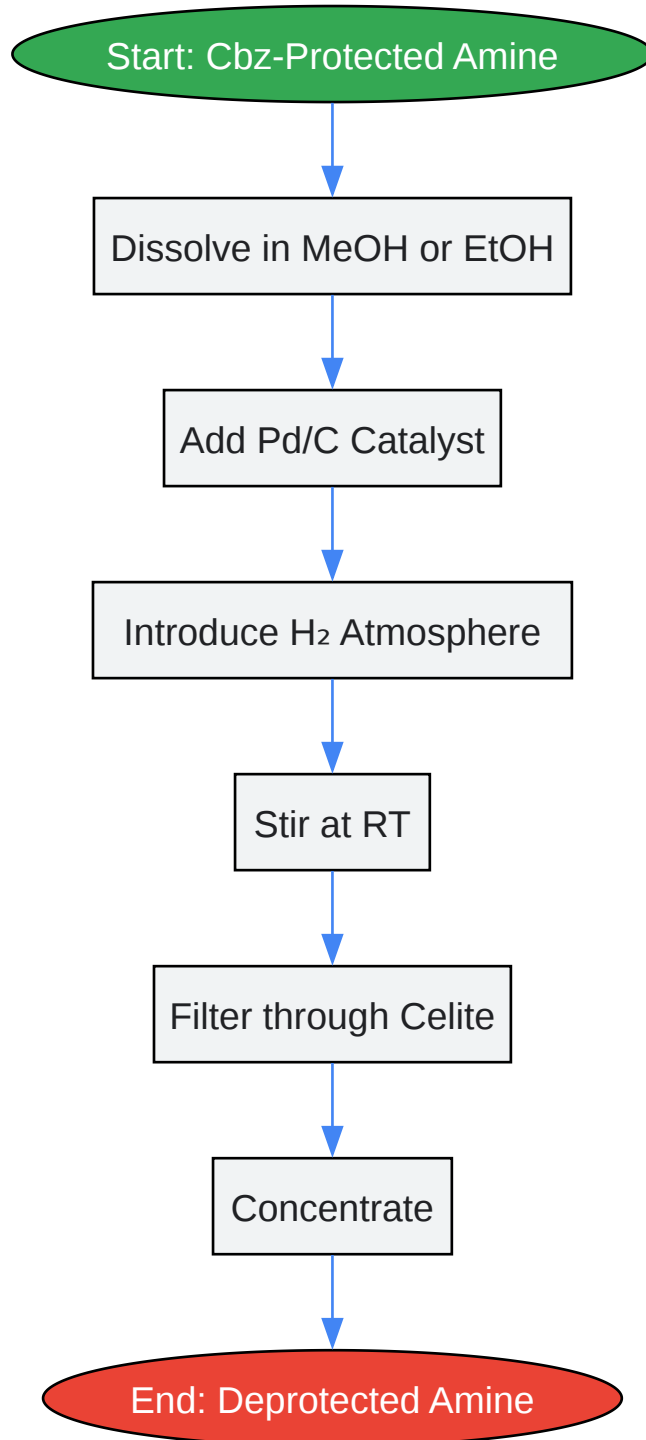 Start: Cbz-Protected Amine
Dissolve in MeOH or EtOH
Add Pd/C Catalyst
Introduce H₂ Atmosphere
Stir at RT
Filter through Celite
Concentrate
End: Deprotected Amine